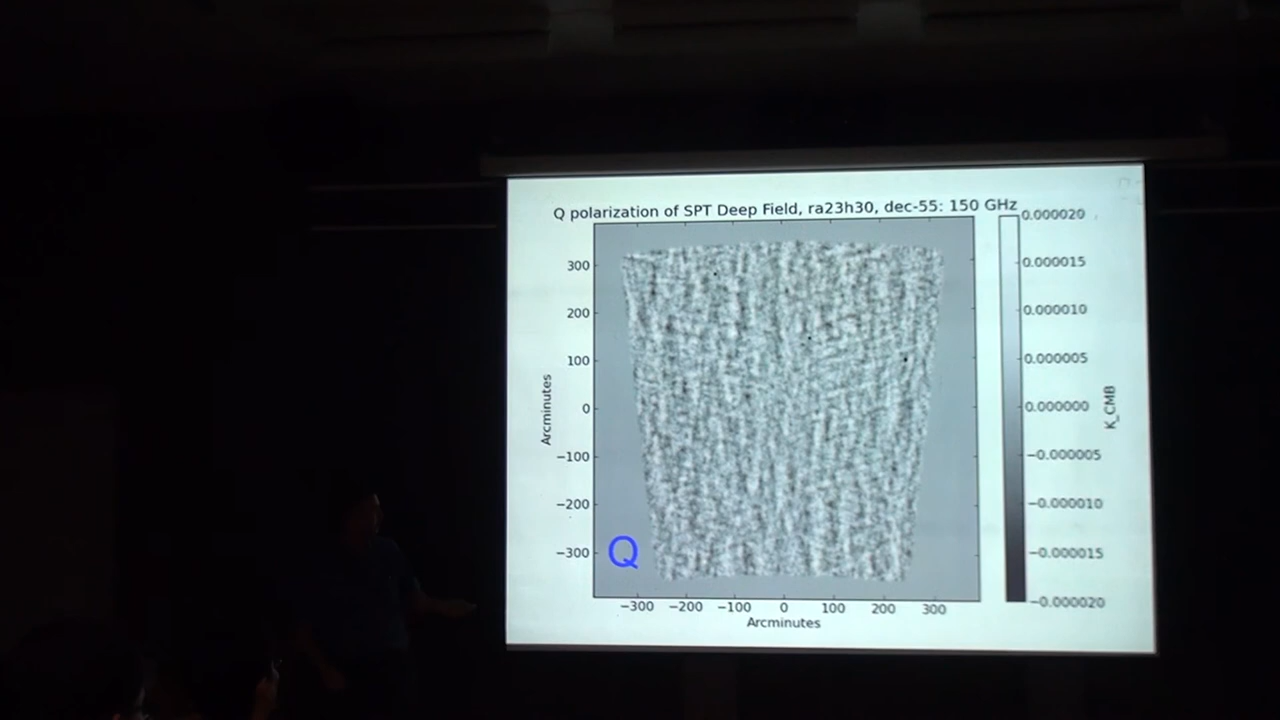 Q polarization of SPT Deep Field, ra23h30, dec-55: 150 GHz
0.000020
0.000015
0.000010
0.000005
0.000000
−0.000005
−0.000010
−0.000015
−0.000020
K_CMB
300
200
100
0
−100
−200
−300
Arcminutes
Q
−300 −200 −100 0 100 200 300
Arcminutes